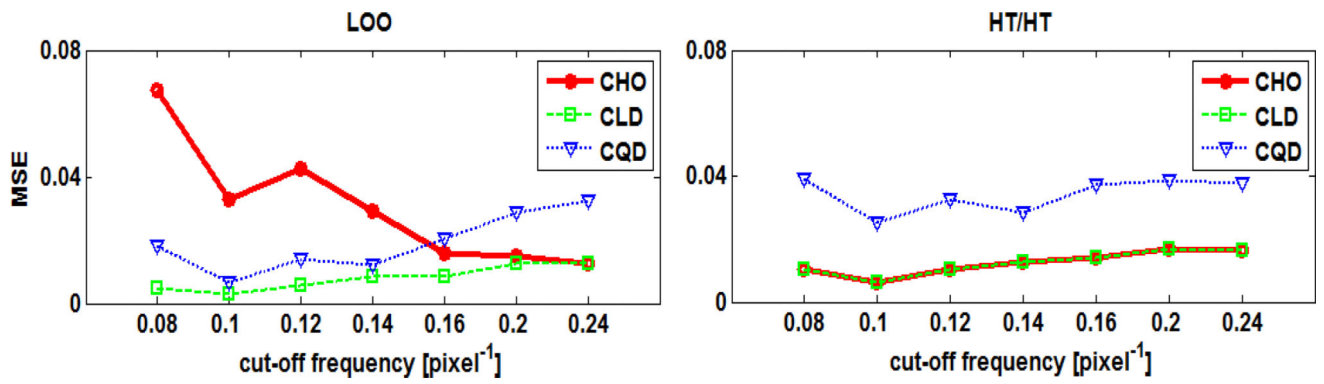 LOO
0.08
0.04
0
MSE
CHO
CLD
CQD
0.08 0.1 0.12 0.14 0.16 0.2 0.24
cut-off frequency [pixel⁻¹]
HT/HT
0.08
0.04
0
CHO
CLD
CQD
0.08 0.1 0.12 0.14 0.16 0.2 0.24
cut-off frequency [pixel⁻¹]